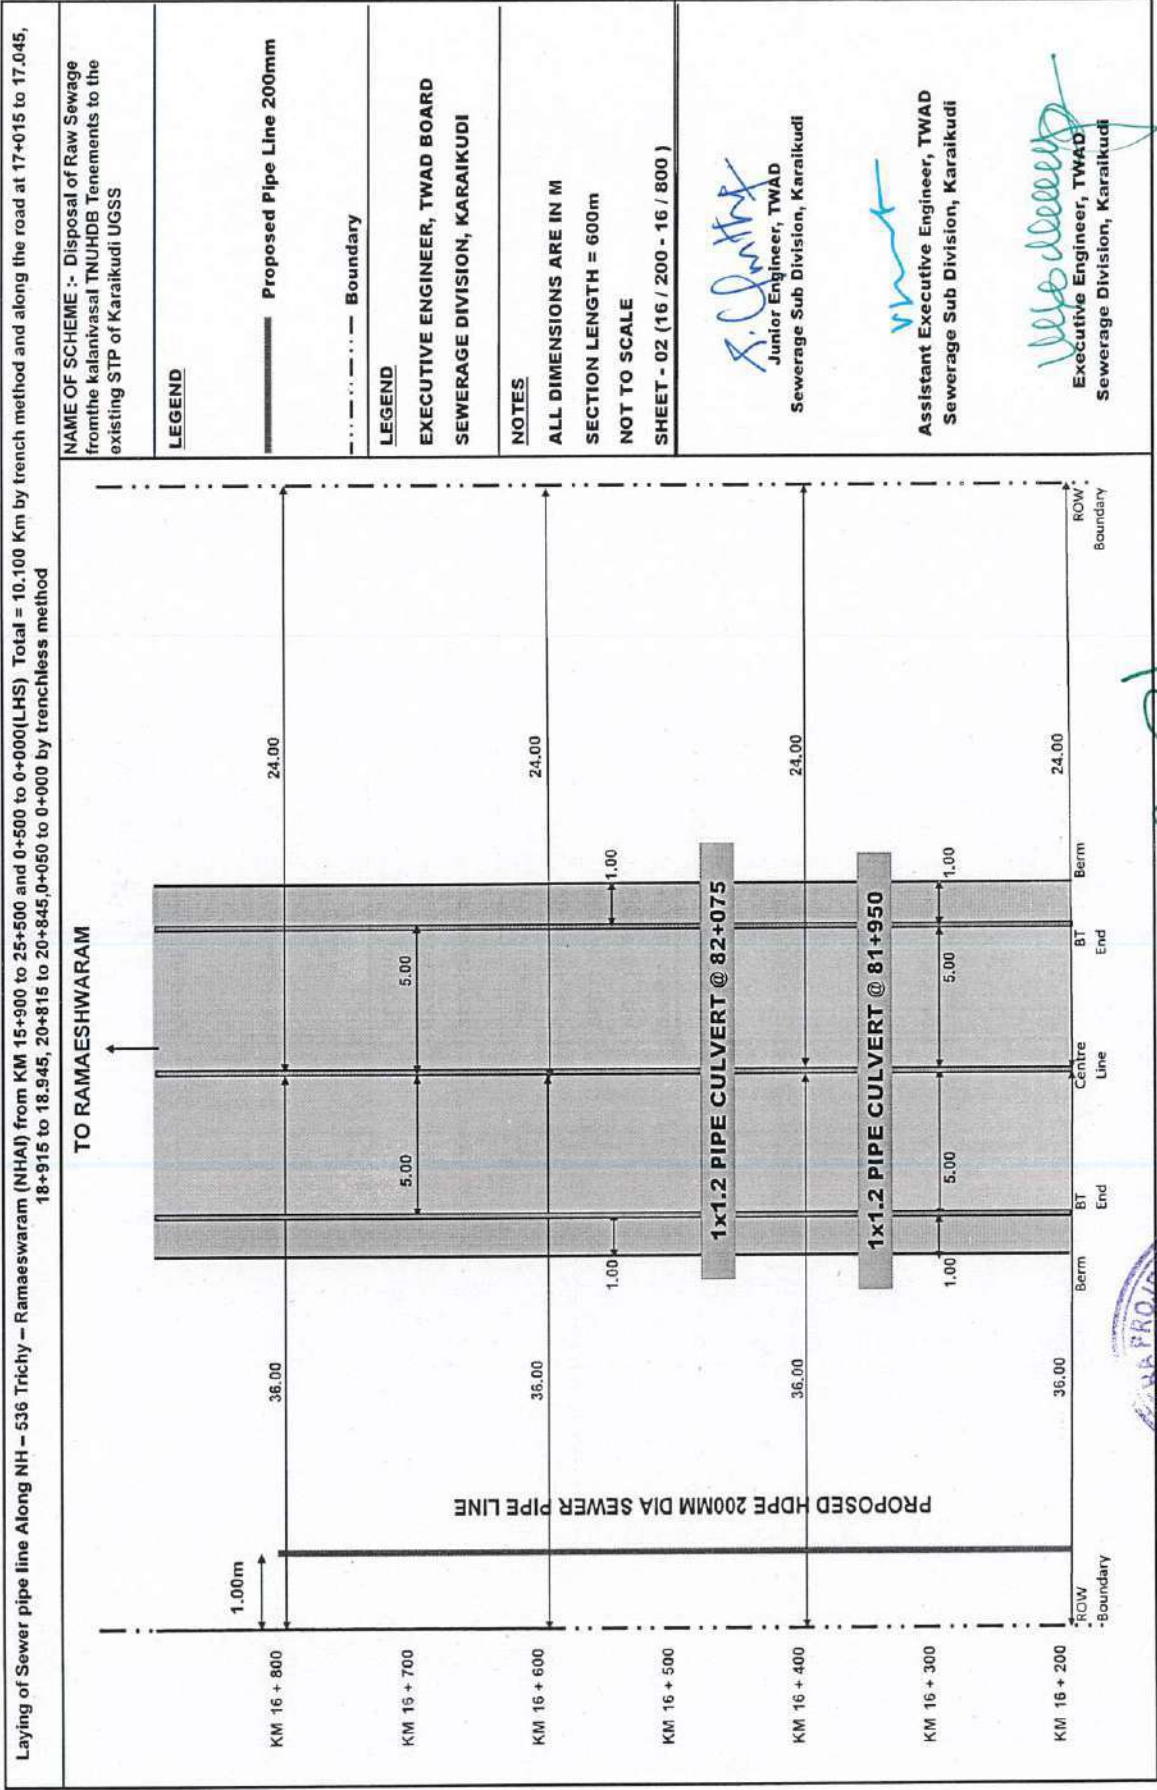 Laying of Sewer pipe line Along NH – 536 Trichy – Ramaeswaram (NHAI) from KM 15+900 to 25+500 and 0+500 to 0+000(LHS) Total = 10.100 Km by trench method and along the road at 17+015 to 17.045,
18+915 to 18.945, 20+815 to 20+845,0+050 to 0+000 by trenchless method
TO RAMAESHWARAM
1.00m
KM 16 + 800
36.00
24.00
KM 16 + 700
5.00
5.00
KM 16 + 600
36.00
24.00
1.00
1.00
KM 16 + 500
1x1.2 PIPE CULVERT @ 82+075
KM 16 + 400
36.00
24.00
1x1.2 PIPE CULVERT @ 81+950
KM 16 + 300
1.00
5.00
5.00
1.00
KM 16 + 200
36.00
24.00
PROPOSED HDPE 200MM DIA SEWER PIPE LINE
ROW
Boundary
Berm
BT
End
Centre
Line
BT
End
Berm
ROW
Boundary
NAME OF SCHEME :- Disposal of Raw Sewage
fromthe kalanivasal TNUHDB Tenements to the
existing STP of Karaikudi UGSS
LEGEND
Proposed Pipe Line 200mm
Boundary
LEGEND
EXECUTIVE ENGINEER, TWAD BOARD
SEWERAGE DIVISION, KARAIKUDI
NOTES
ALL DIMENSIONS ARE IN M
SECTION LENGTH = 600m
NOT TO SCALE
SHEET - 02 (16 / 200 - 16 / 800 )
Junior Engineer, TWAD
Sewerage Sub Division, Karaikudi
Assistant Executive Engineer, TWAD
Sewerage Sub Division, Karaikudi
Executive Engineer, TWAD
Sewerage Division, Karaikudi